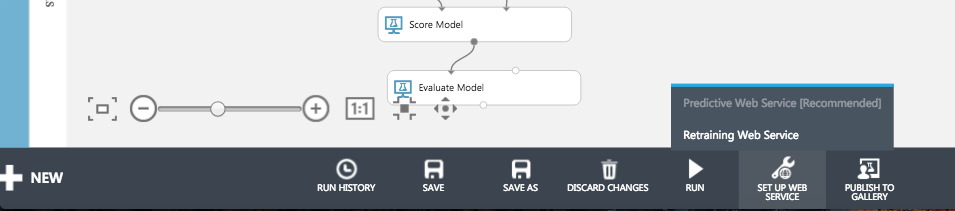 s
Score Model
Evaluate Model
1:1
Predictive Web Service [Recommended]
Retraining Web Service
NEW
RUN HISTORY
SAVE
SAVE AS
DISCARD CHANGES
RUN
SET UP WEB
SERVICE
PUBLISH TO
GALLERY